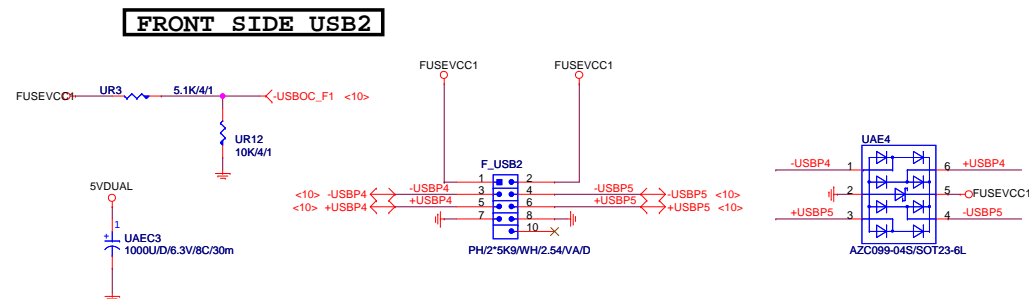 FRONT SIDE USB2
FUSEVCC1 FUSEVCC1
FUSEVCC1 UR3 5.1K/4/1 -USBOC_F1 <10>
UR12
10K/4/1
5VDUAL
UAEC3
1000U/D/6.3V/8C/30m
+ 1
F_USB2
1 2
<10> -USBP4 -USBP4 3 4 -USBP5 -USBP5 <10>
<10> +USBP4 +USBP4 5 6 +USBP5 +USBP5 <10>
7 8
10
PH/2*5K9/WH/2.54/VA/D
UAE4
-USBP4 1 6 +USBP4
2 5 FUSEVCC1
+USBP5 3 4 -USBP5
AZC099-04S/SOT23-6L